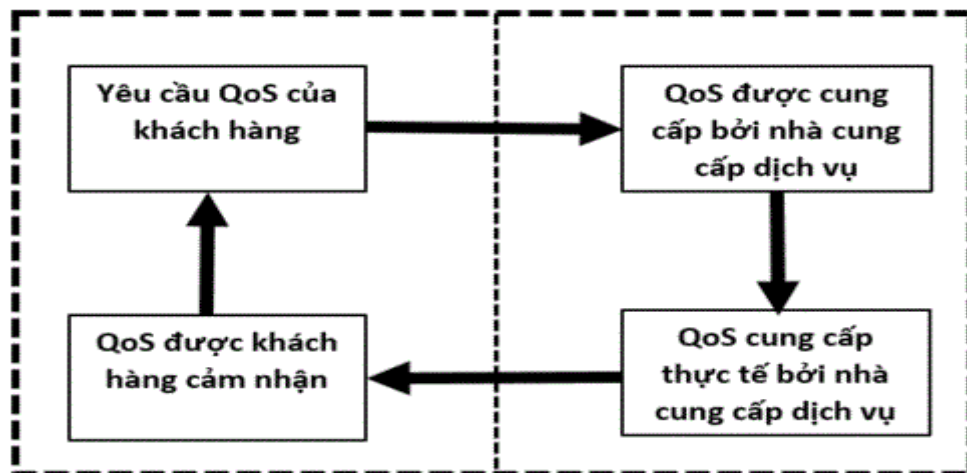 Yêu cầu QoS của
khách hàng
QoS được cung
cấp bởi nhà cung
cấp dịch vụ
QoS được khách
hàng cảm nhận
QoS cung cấp
thực tế bởi nhà
cung cấp dịch vụ